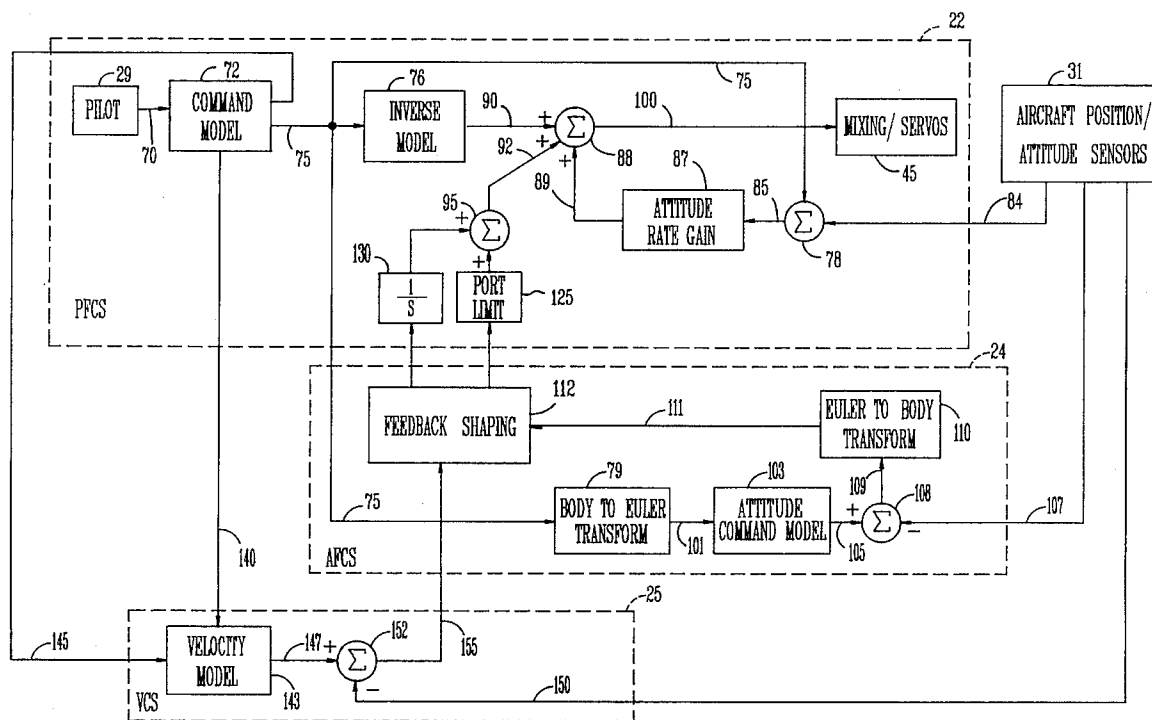 22
29
72
76
75
31
PILOT
COMMAND
MODEL
INVERSE
MODEL
90
100
MIXING/SERVOS
AIRCRAFT POSITION/
ATTITUDE SENSORS
70
75
92
+
+
+
Σ
88
45
89
87
85
84
95
+
Σ
+
ATTITUDE
RATE GAIN
Σ
78
130
1
S
PORT
LIMIT
125
PFCS
24
112
FEEDBACK SHAPING
111
EULER TO BODY
TRANSFORM
110
79
103
109
108
75
BODY TO EULER
TRANSFORM
101
ATTITUDE
COMMAND MODEL
+
105
Σ
−
107
140
AFCS
25
145
VELOCITY
MODEL
147
+
152
Σ
155
−
150
143
VCS